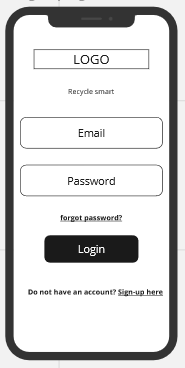 LOGO
Recycle smart
Email
Password
forgot password?
Login
Do not have an account? Sign-up here